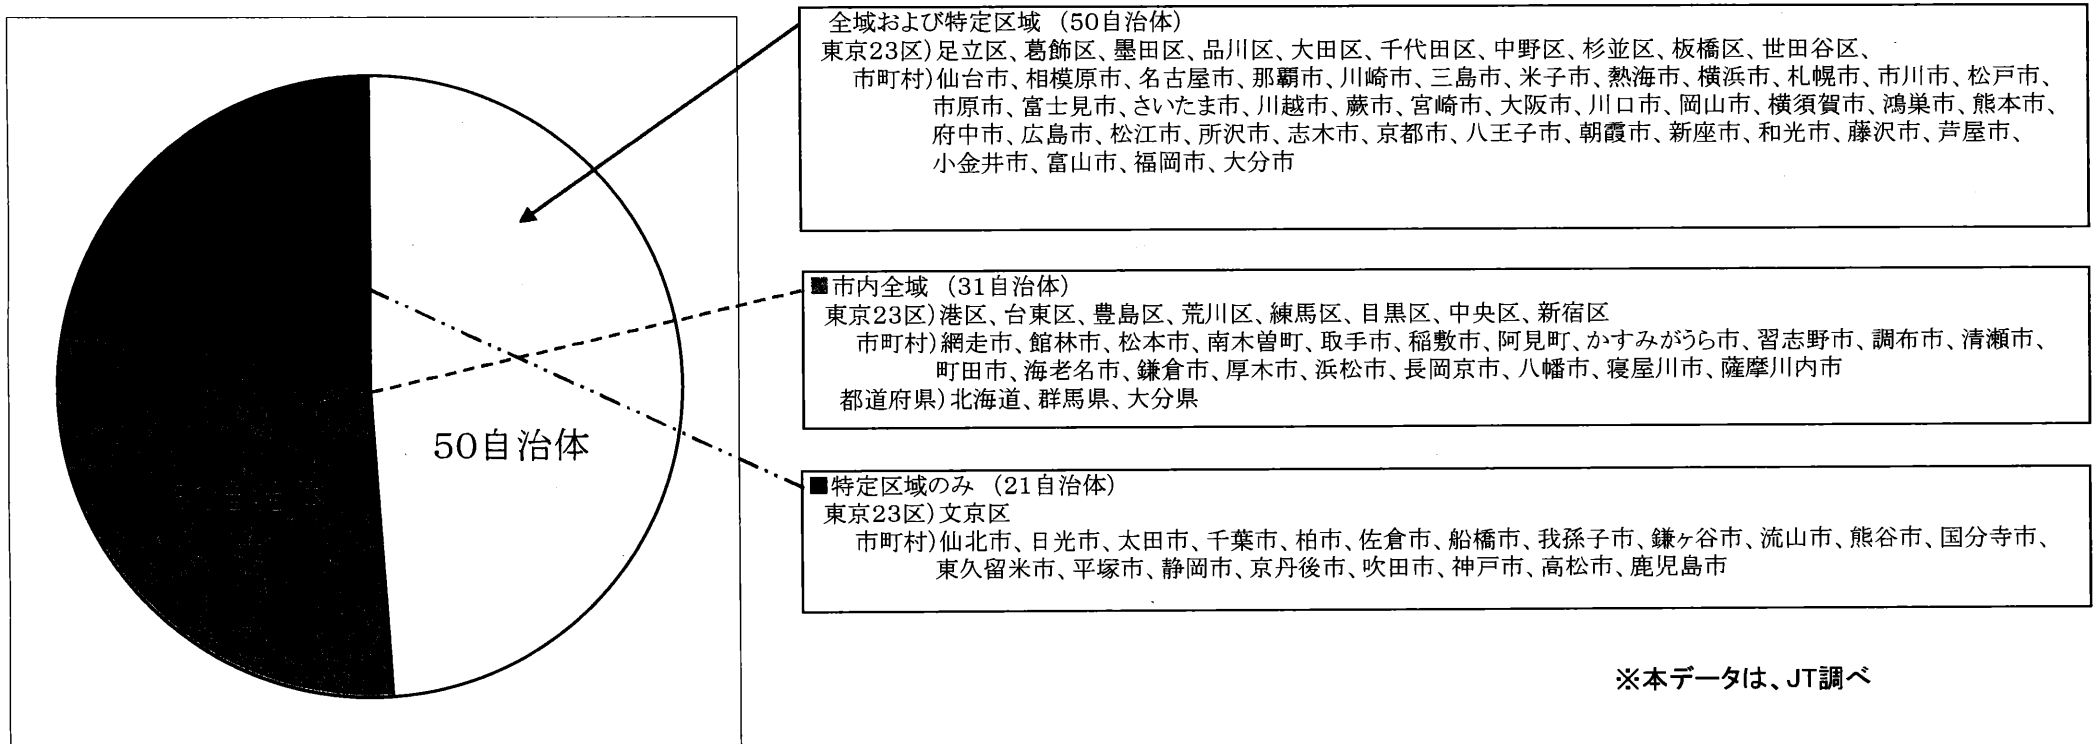 全域および特定区域 (50自治体)
東京23区)足立区、葛飾区、墨田区、品川区、大田区、千代田区、中野区、杉並区、板橋区、世田谷区、
市町村)仙台市、相模原市、名古屋市、那覇市、川崎市、三島市、米子市、熱海市、横浜市、札幌市、市川市、松戸市、
市原市、富士見市、さいたま市、川越市、蕨市、宮崎市、大阪市、川口市、岡山市、横須賀市、鴻巣市、熊本市、
府中市、広島市、松江市、所沢市、志木市、京都市、八王子市、朝霞市、新座市、和光市、藤沢市、芦屋市、
小金井市、富山市、福岡市、大分市
■市内全域 (31自治体)
東京23区)港区、台東区、豊島区、荒川区、練馬区、目黒区、中央区、新宿区
市町村)網走市、館林市、松本市、南木曽町、取手市、稲敷市、阿見町、かすみがうら市、習志野市、調布市、清瀬市、
町田市、海老名市、鎌倉市、厚木市、浜松市、長岡京市、八幡市、寝屋川市、薩摩川内市
都道府県)北海道、群馬県、大分県
50自治体
■特定区域のみ (21自治体)
東京23区)文京区
市町村)仙北市、日光市、太田市、千葉市、柏市、佐倉市、船橋市、我孫子市、鎌ヶ谷市、流山市、熊谷市、国分寺市、
東久留米市、平塚市、静岡市、京丹後市、吹田市、神戸市、高松市、鹿児島市
※本データは、JT調べ